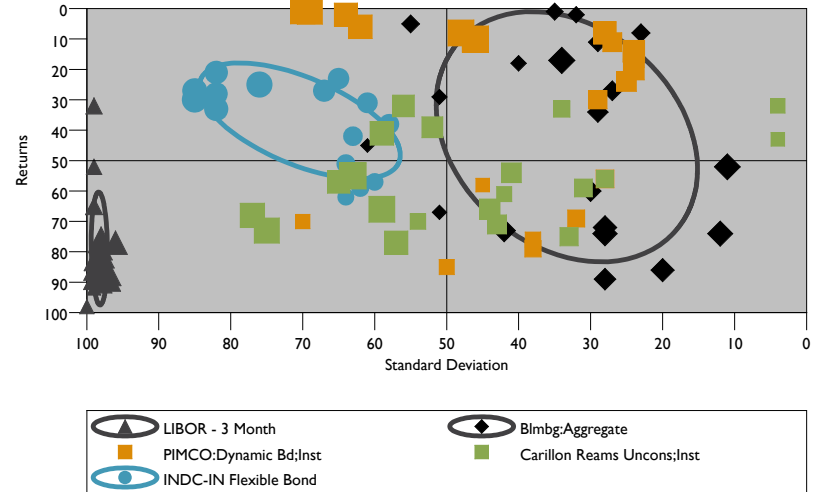 0
10
20
30
40
50
60
70
80
90
100
Returns
100 90 80 70 60 50 40 30 20 10 0
Standard Deviation
LIBOR - 3 Month Blmbg:Aggregate
PIMCO:Dynamic Bd;Inst Carillon Reams Uncons;Inst
INDC-IN Flexible Bond